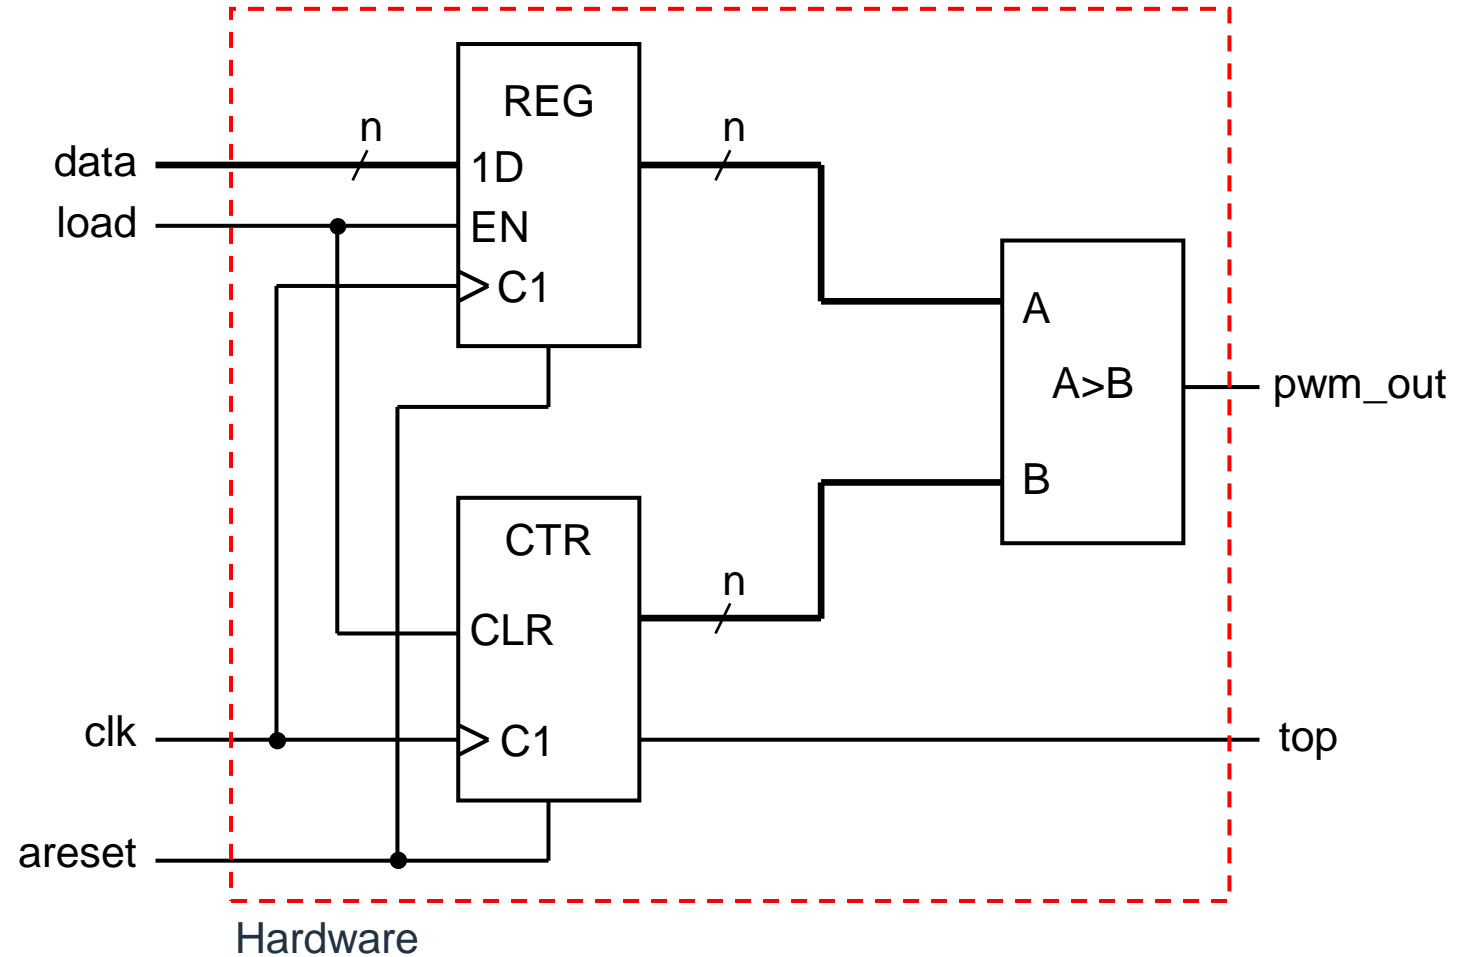 REG
n
n
data
1D
load
EN
C1
A
A>B
pwm_out
B
CTR
n
CLR
clk
C1
top
areset
Hardware